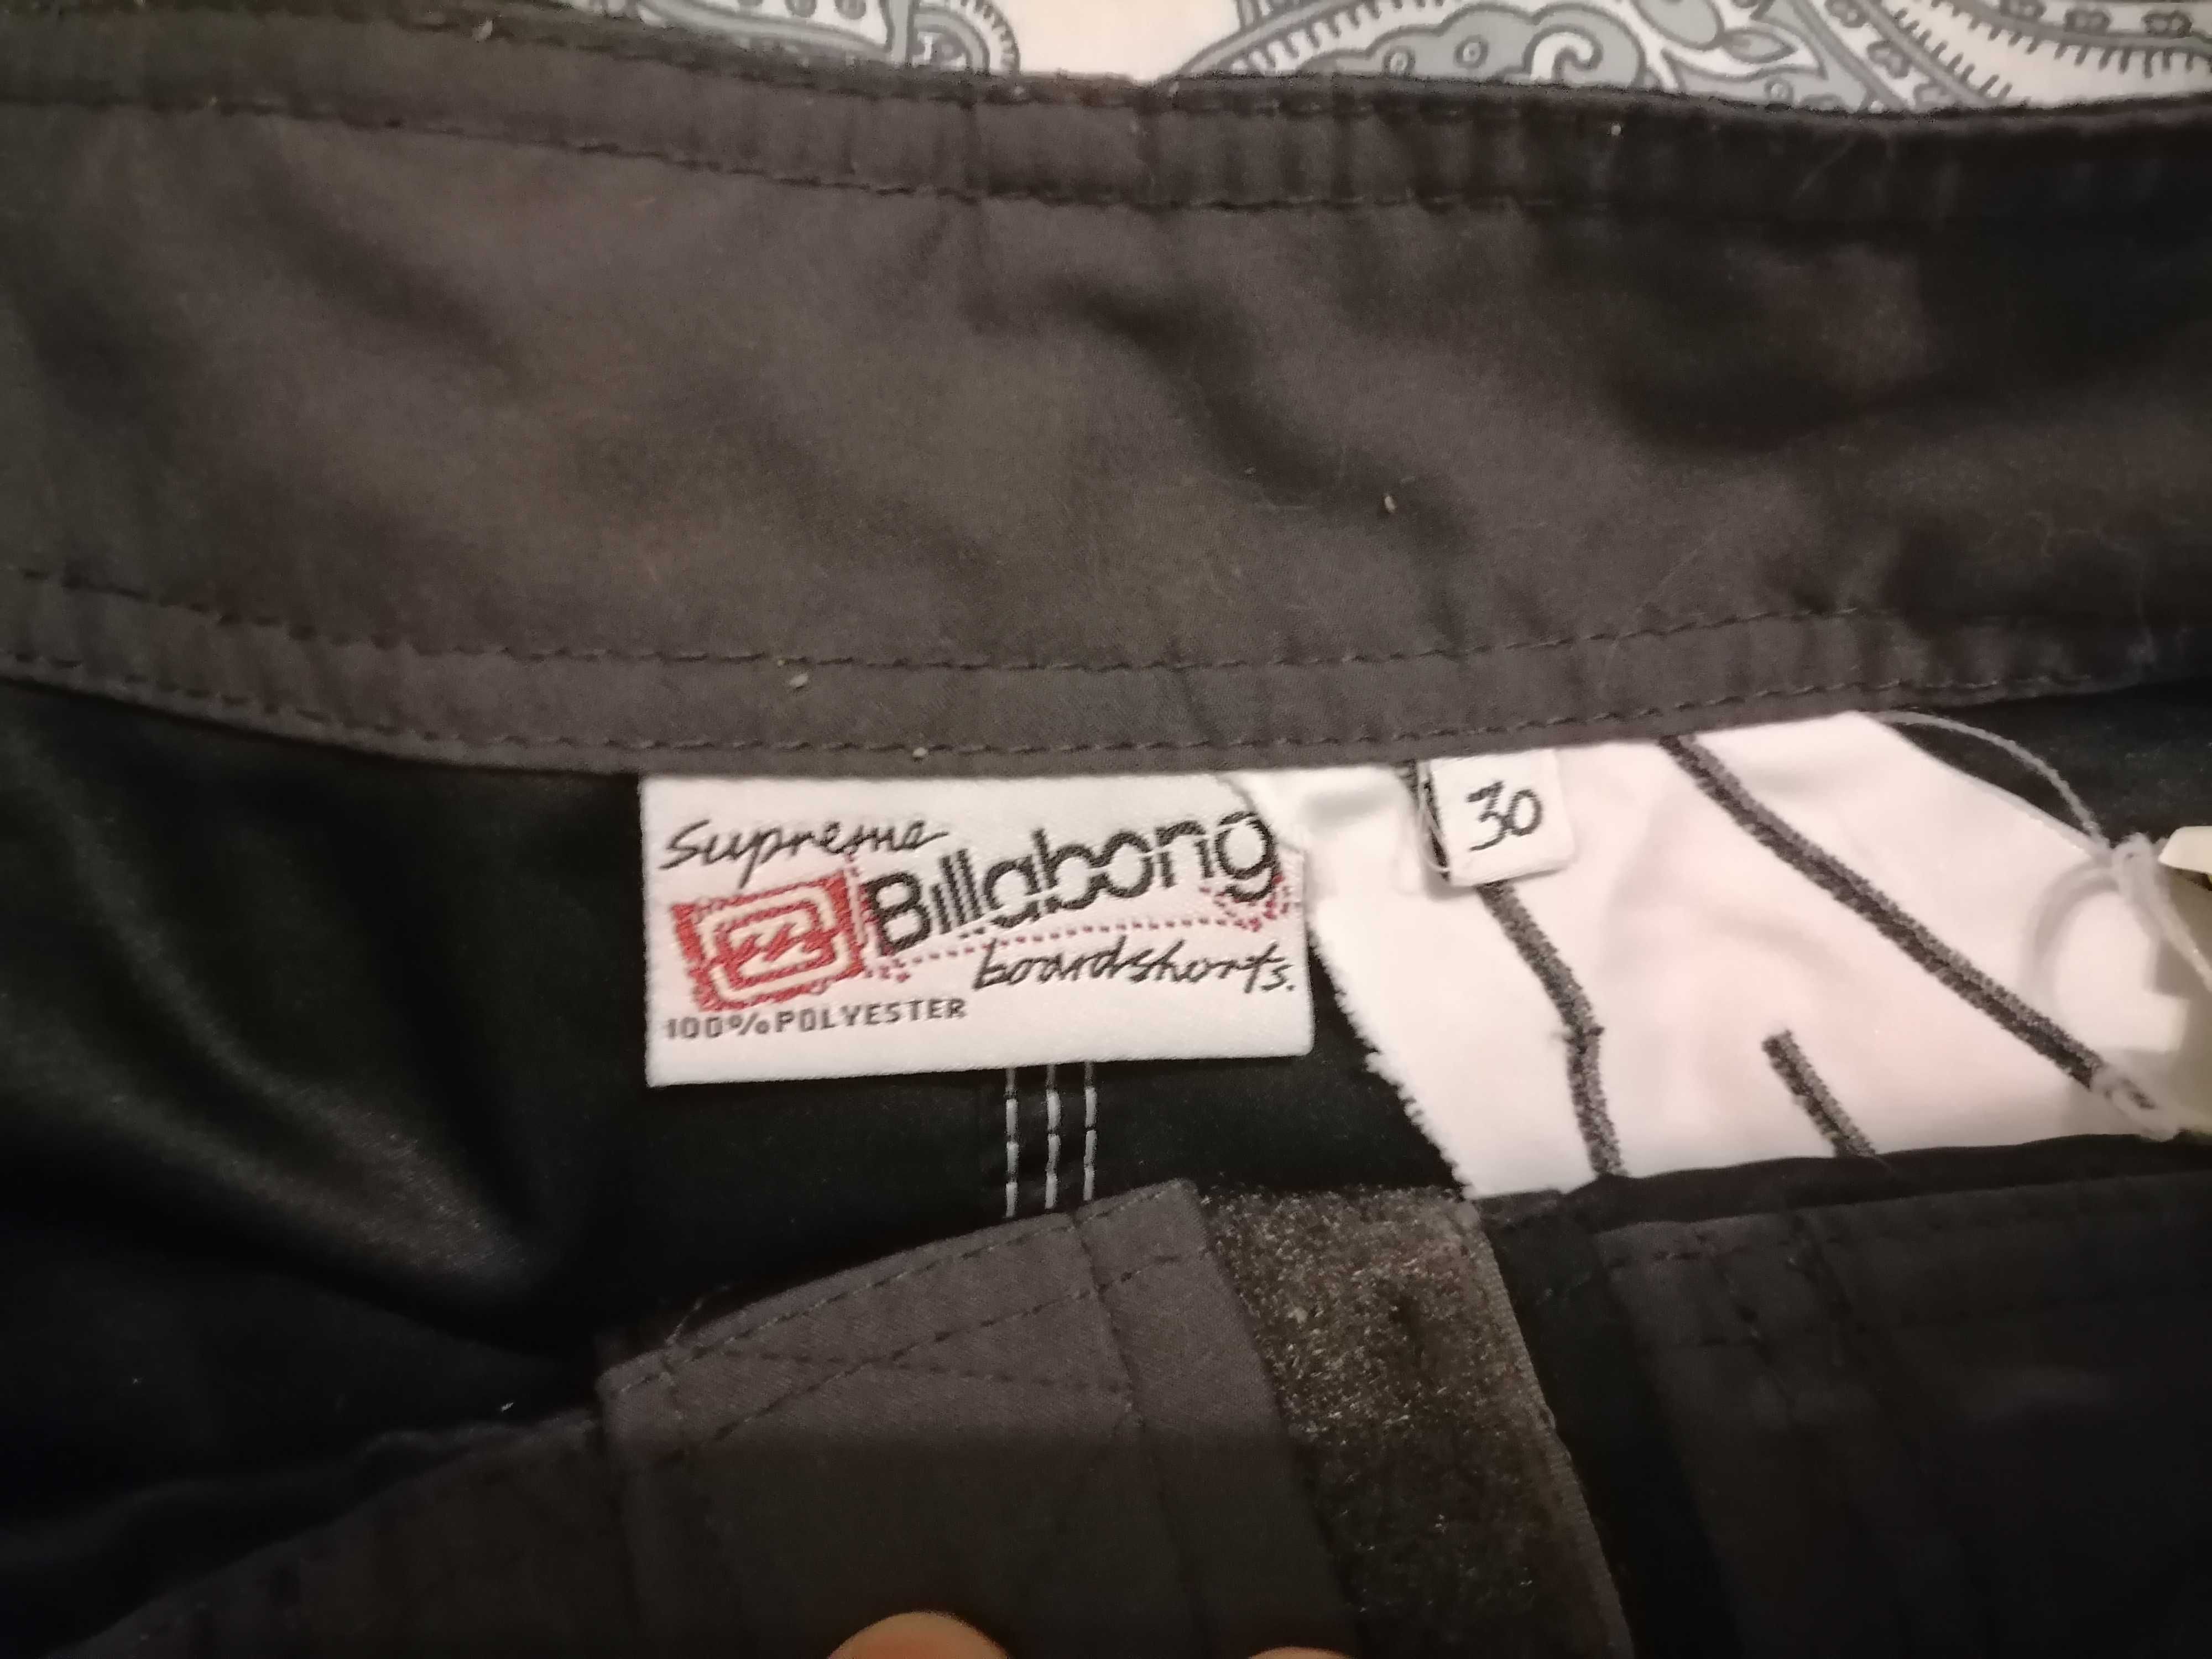 Supreme
Billabong
boardshorts.
100% POLYESTER
30